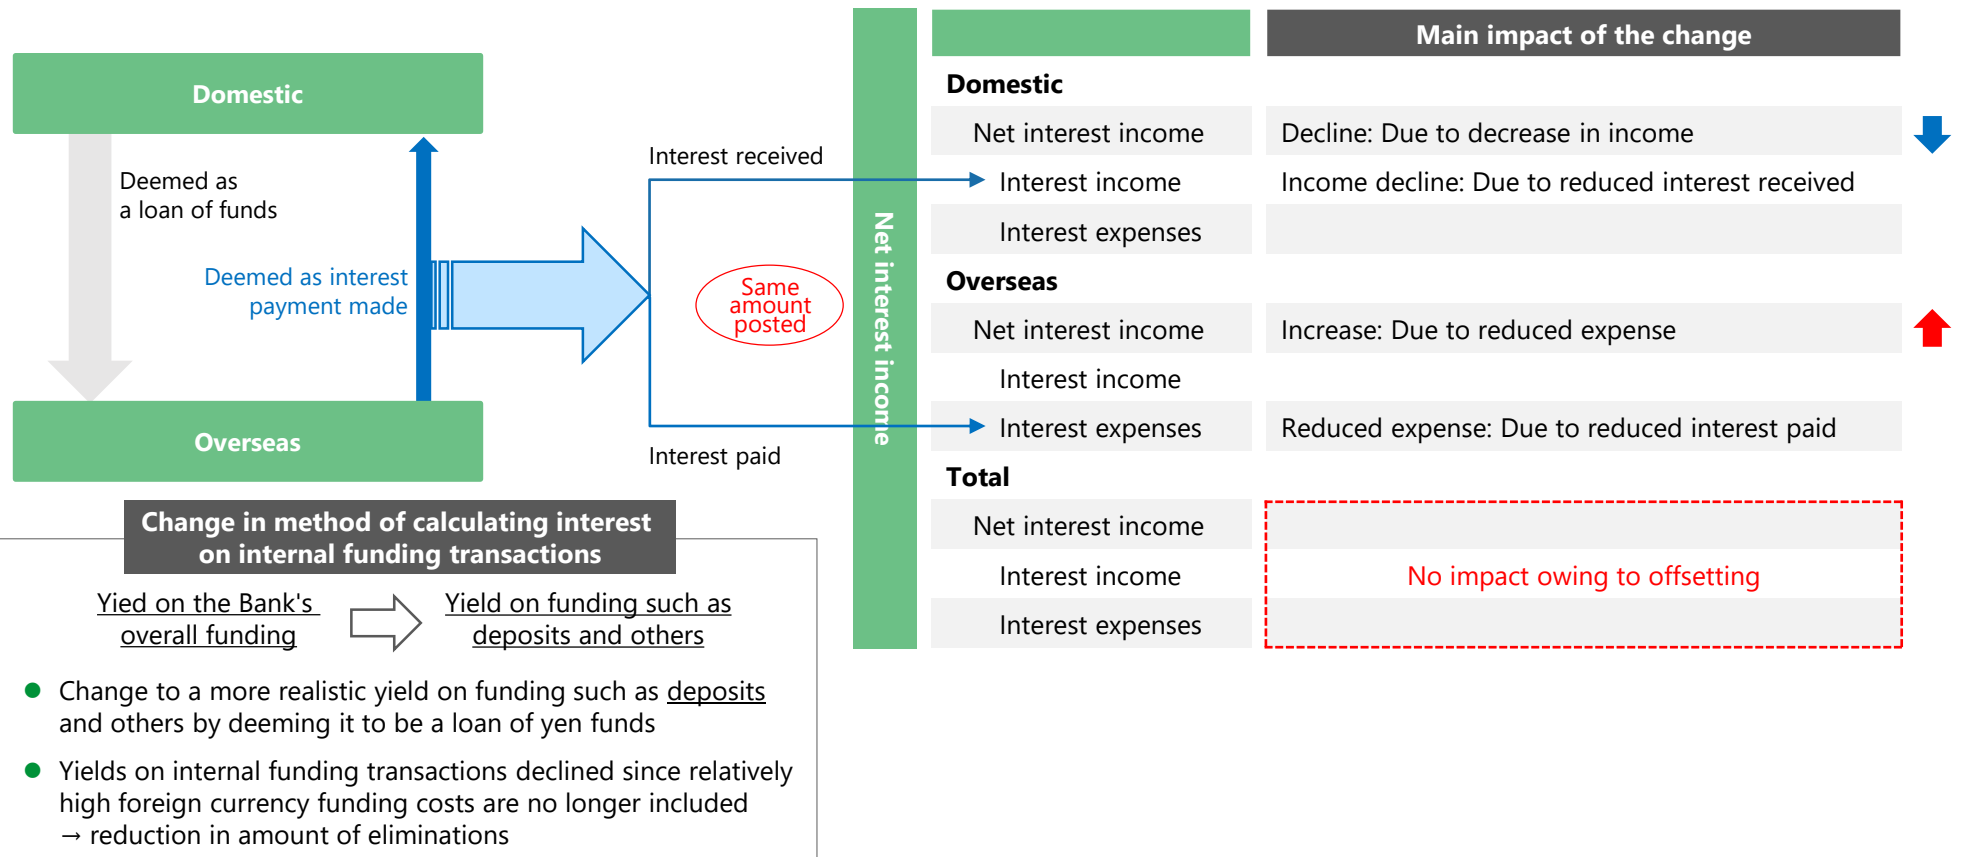 Domestic
Deemed as
a loan of funds
Deemed as interest
payment made
Overseas
Interest received
Same
amount
posted
Interest paid
Net interest income
Main impact of the change
Domestic
Net interest income
Decline: Due to decrease in income
Interest income
Income decline: Due to reduced interest received
Interest expenses
Overseas
Net interest income
Increase: Due to reduced expense
Interest income
Interest expenses
Reduced expense: Due to reduced interest paid
Total
Net interest income
Interest income
No impact owing to offsetting
Interest expenses
Change in method of calculating interest
on internal funding transactions
Yied on the Bank's
overall funding
Yield on funding such as
deposits and others
● Change to a more realistic yield on funding such as deposits
and others by deeming it to be a loan of yen funds
● Yields on internal funding transactions declined since relatively
high foreign currency funding costs are no longer included
→ reduction in amount of eliminations